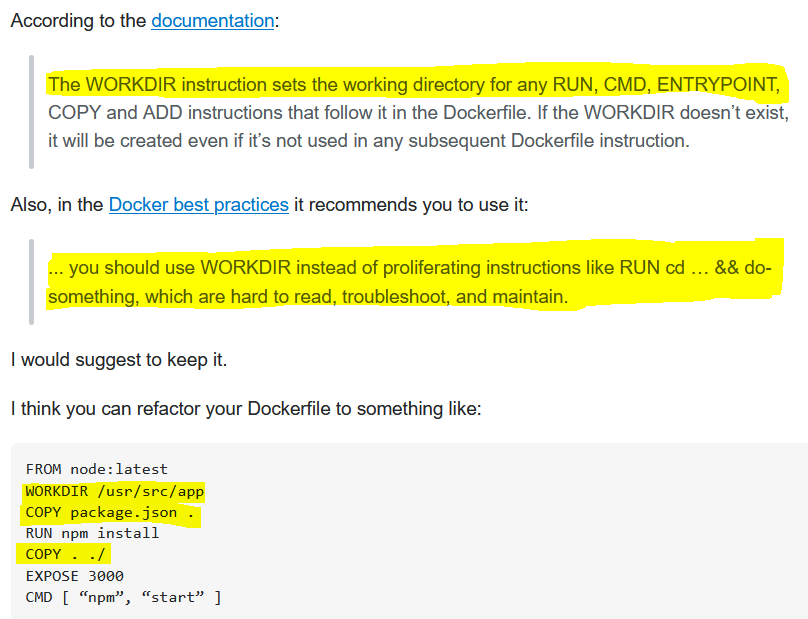 According to the documentation:
The WORKDIR instruction sets the working directory for any RUN, CMD, ENTRYPOINT,
COPY and ADD instructions that follow it in the Dockerfile. If the WORKDIR doesn’t exist,
it will be created even if it’s not used in any subsequent Dockerfile instruction.
Also, in the Docker best practices it recommends you to use it:
... you should use WORKDIR instead of proliferating instructions like RUN cd … && do-
something, which are hard to read, troubleshoot, and maintain.
I would suggest to keep it.
I think you can refactor your Dockerfile to something like:
FROM node:latest
WORKDIR /usr/src/app
COPY package.json .
RUN npm install
COPY . ./
EXPOSE 3000
CMD [ “npm”, “start” ]